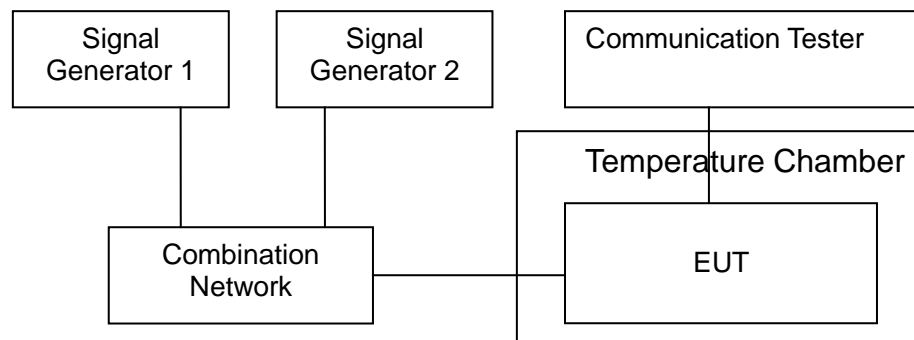 Signal
Generator 1
Signal
Generator 2
Communication Tester
Temperature Chamber
Combination
Network
EUT